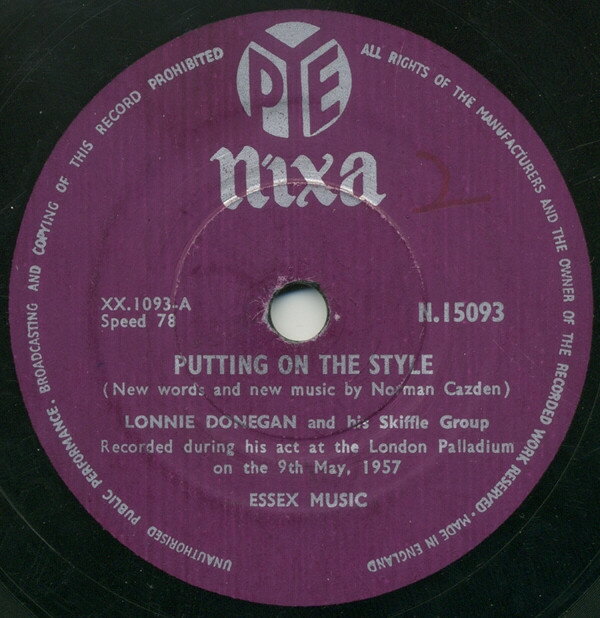 PYE
nixa
2
XX.1093-A
Speed 78
N.15093
PUTTING ON THE STYLE
(New words and new music by Norman Cazden)
LONNIE DONEGAN and his Skiffle Group
Recorded during his act at the London Palladium
on the 9th May, 1957
ESSEX MUSIC
ALL RIGHTS OF THE MANUFACTURERS AND THE OWNER OF THE RECORDED WORK RESERVED · MADE IN ENGLAND
UNAUTHORISED PUBLIC PERFORMANCE · BROADCASTING AND COPYING OF THIS RECORD PROHIBITED